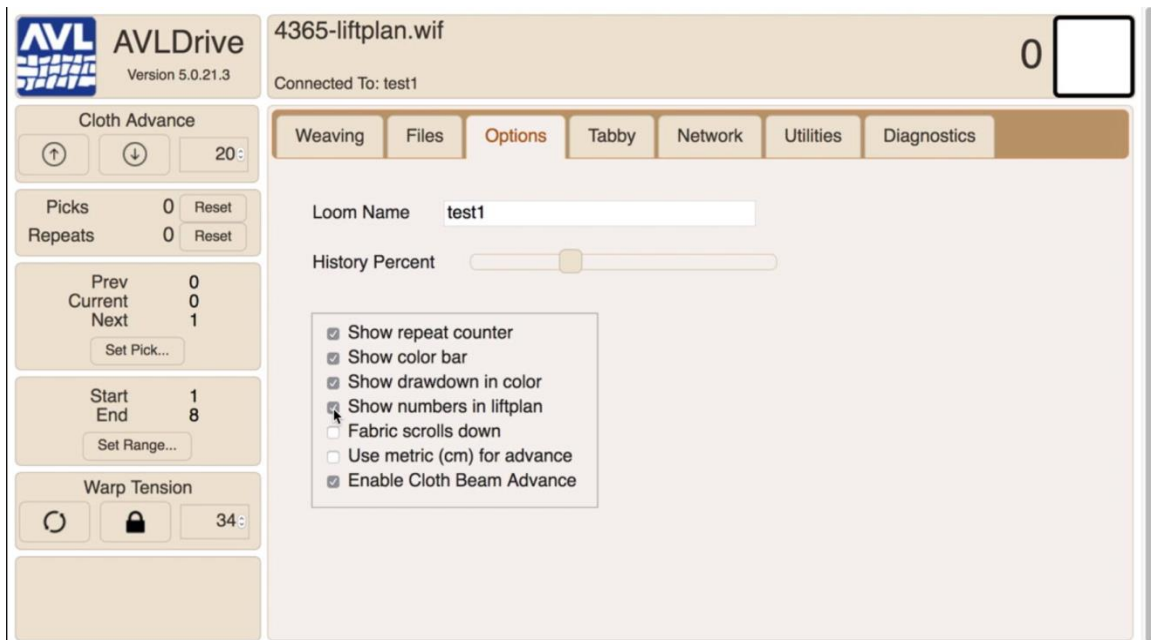 AVL
AVLDrive
Version 5.0.21.3
4365-liftplan.wif
Connected To: test1
0
Cloth Advance
20
Picks 0 Reset
Repeats 0 Reset
Prev 0
Current 0
Next 1
Set Pick...
Start 1
End 8
Set Range...
Warp Tension
34
Weaving Files Options Tabby Network Utilities Diagnostics
Loom Name test1
History Percent
Show repeat counter
Show color bar
Show drawdown in color
Show numbers in liftplan
Fabric scrolls down
Use metric (cm) for advance
Enable Cloth Beam Advance